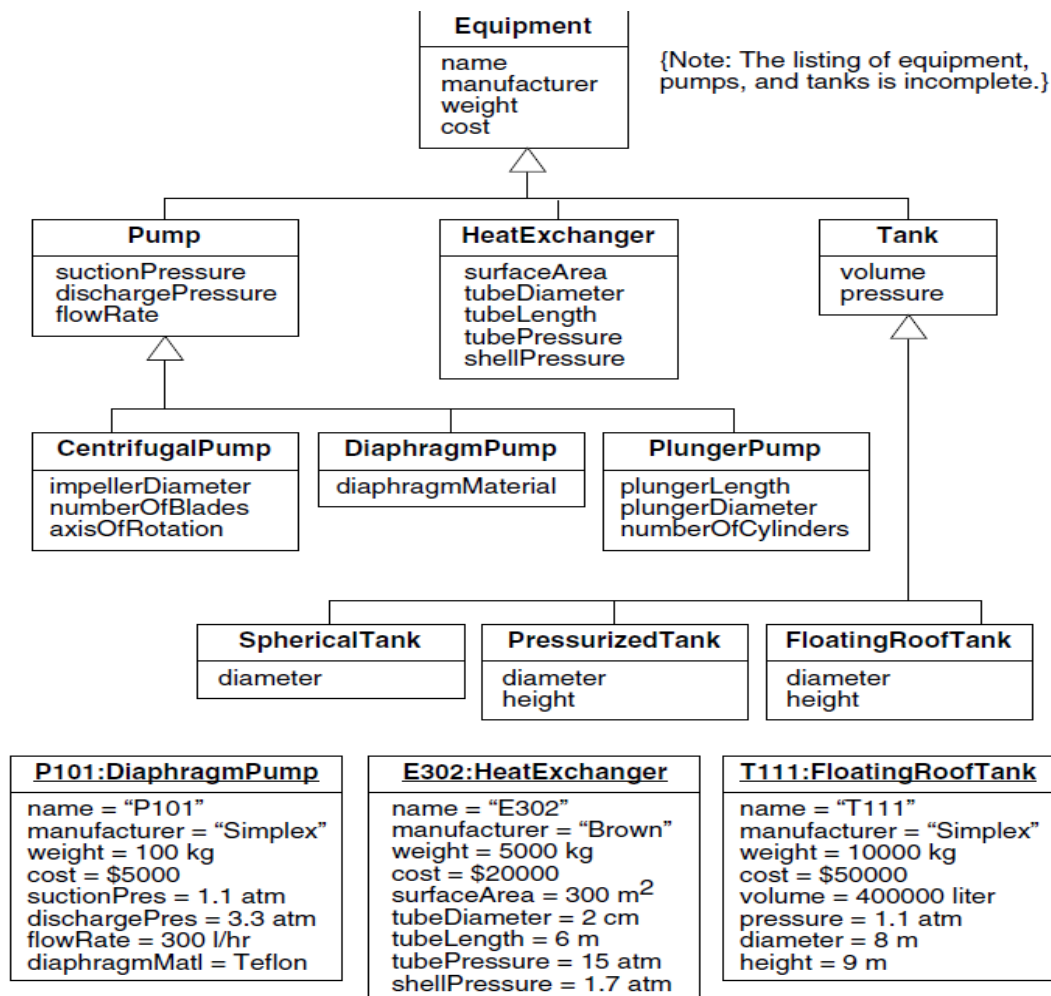 Equipment
name
manufacturer
weight
cost
{Note: The listing of equipment,
pumps, and tanks is incomplete.}
Pump
suctionPressure
dischargePressure
flowRate
HeatExchanger
surfaceArea
tubeDiameter
tubeLength
tubePressure
shellPressure
Tank
volume
pressure
CentrifugalPump
impellerDiameter
numberOfBlades
axisOfRotation
DiaphragmPump
diaphragmMaterial
PlungerPump
plungerLength
plungerDiameter
numberOfCylinders
SphericalTank
diameter
PressurizedTank
diameter
height
FloatingRoofTank
diameter
height
P101:DiaphragmPump
name = “P101”
manufacturer = “Simplex”
weight = 100 kg
cost = $5000
suctionPres = 1.1 atm
dischargePres = 3.3 atm
flowRate = 300 l/hr
diaphragmMatl = Teflon
E302:HeatExchanger
name = “E302”
manufacturer = “Brown”
weight = 5000 kg
cost = $20000
surfaceArea = 300 m²
tubeDiameter = 2 cm
tubeLength = 6 m
tubePressure = 15 atm
shellPressure = 1.7 atm
T111:FloatingRoofTank
name = “T111”
manufacturer = “Simplex”
weight = 10000 kg
cost = $50000
volume = 400000 liter
pressure = 1.1 atm
diameter = 8 m
height = 9 m